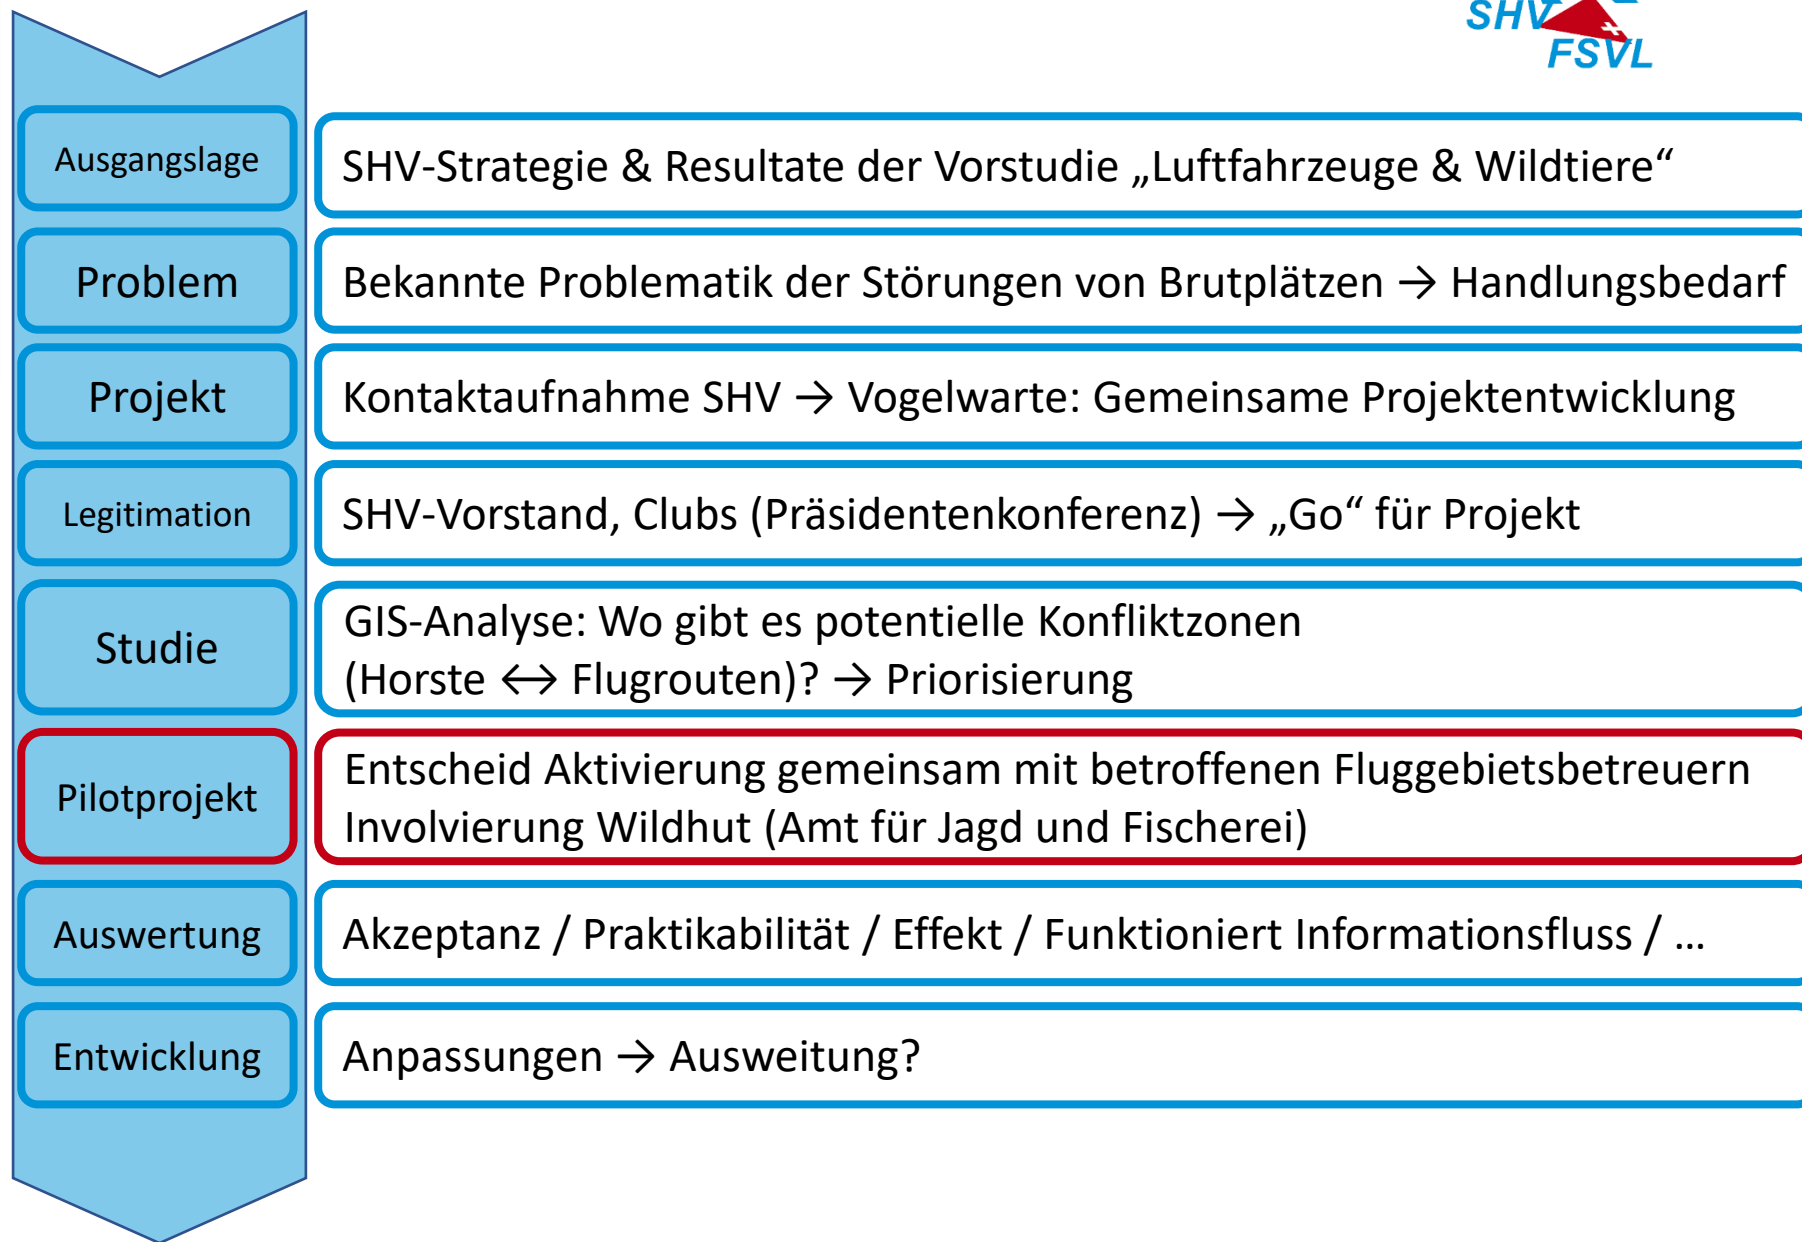 SHV
FSVL
Ausgangslage
SHV-Strategie & Resultate der Vorstudie „Luftfahrzeuge & Wildtiere“
Problem
Bekannte Problematik der Störungen von Brutplätzen → Handlungsbedarf
Projekt
Kontaktaufnahme SHV → Vogelwarte: Gemeinsame Projektentwicklung
Legitimation
SHV-Vorstand, Clubs (Präsidentenkonferenz) → „Go“ für Projekt
Studie
GIS-Analyse: Wo gibt es potentielle Konfliktzonen
(Horste ↔ Flugrouten)? → Priorisierung
Pilotprojekt
Entscheid Aktivierung gemeinsam mit betroffenen Fluggebietsbetreuern
Involvierung Wildhut (Amt für Jagd und Fischerei)
Auswertung
Akzeptanz / Praktikabilität / Effekt / Funktioniert Informationsfluss / …
Entwicklung
Anpassungen → Ausweitung?